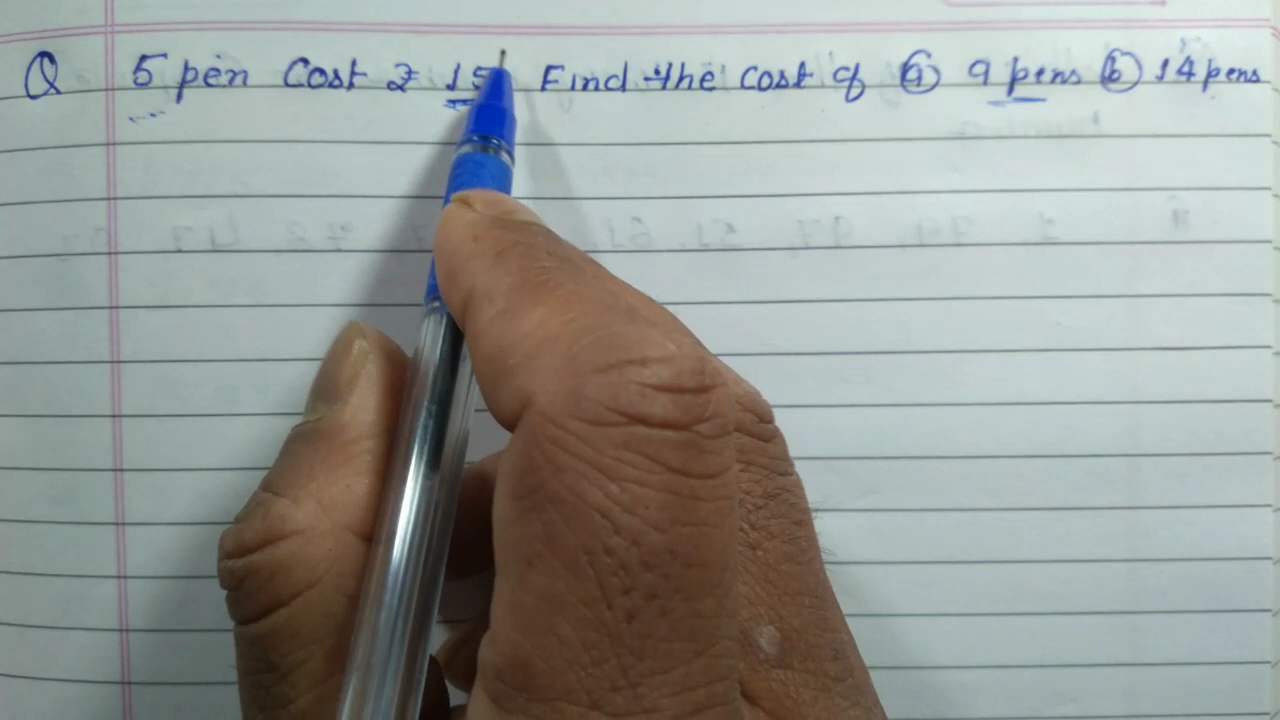 Q 5 pen Cost ₹ 15 Find the cost of (a) 9 pens (b) 14 pens